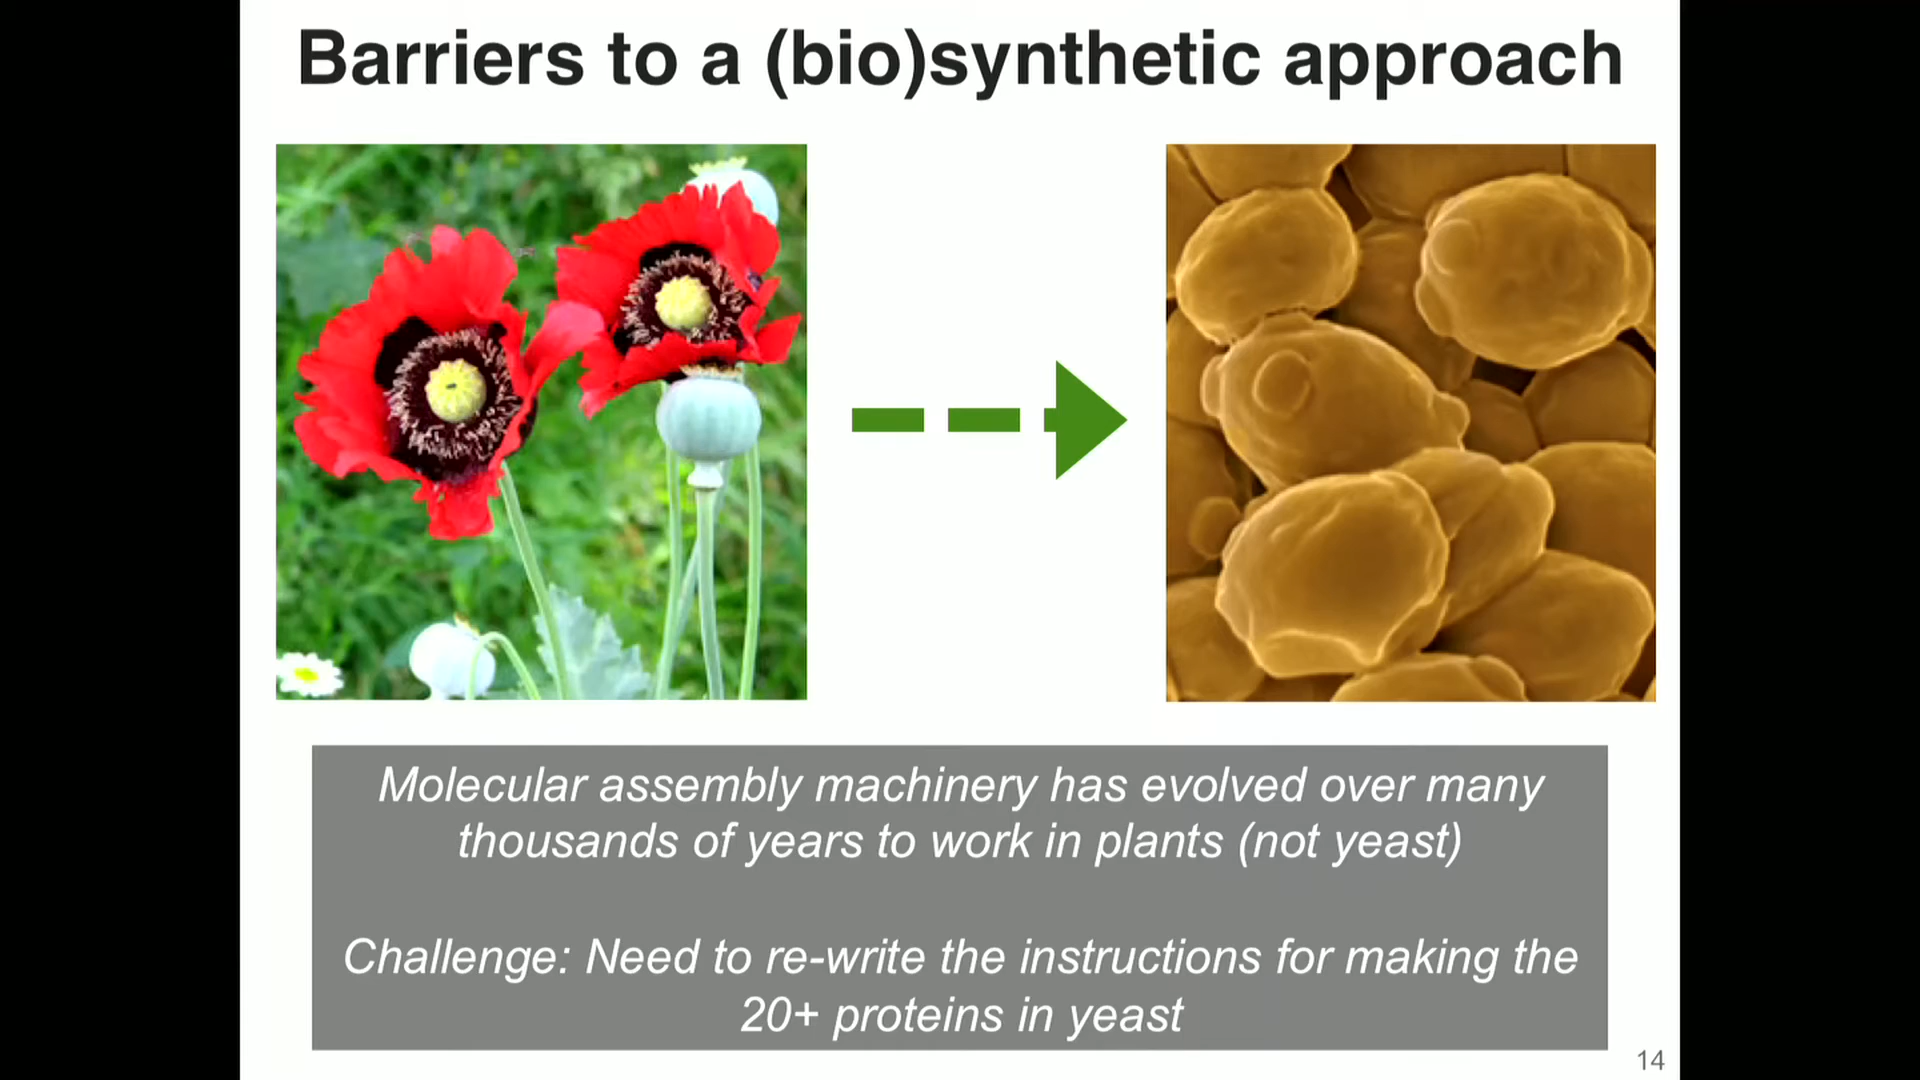 Barriers to a (bio)synthetic approach
Molecular assembly machinery has evolved over many
thousands of years to work in plants (not yeast)
Challenge: Need to re-write the instructions for making the
20+ proteins in yeast
14